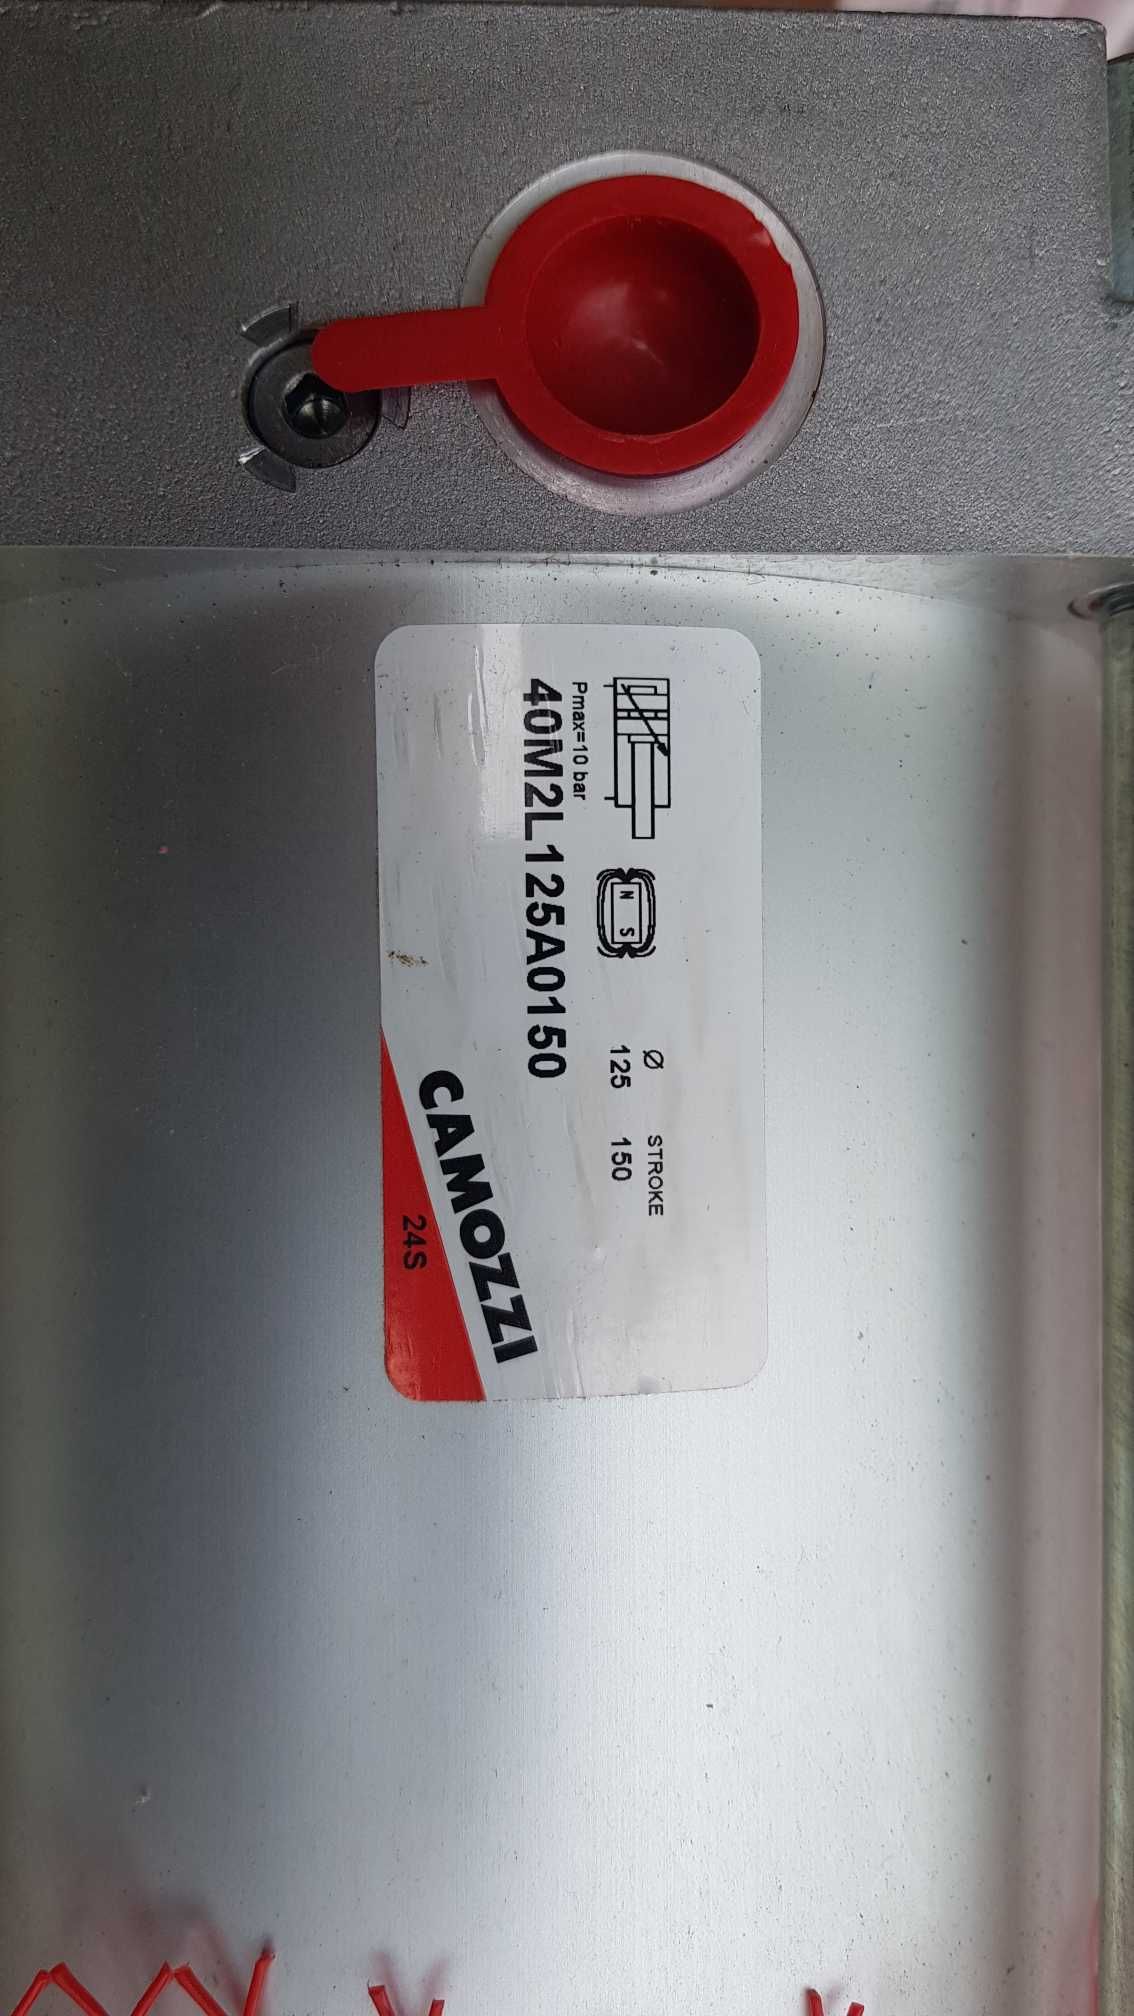 Ø STROKE
125 150
N S
Pmax=10 bar
40M2L125A0150
CAMOZZI
24S